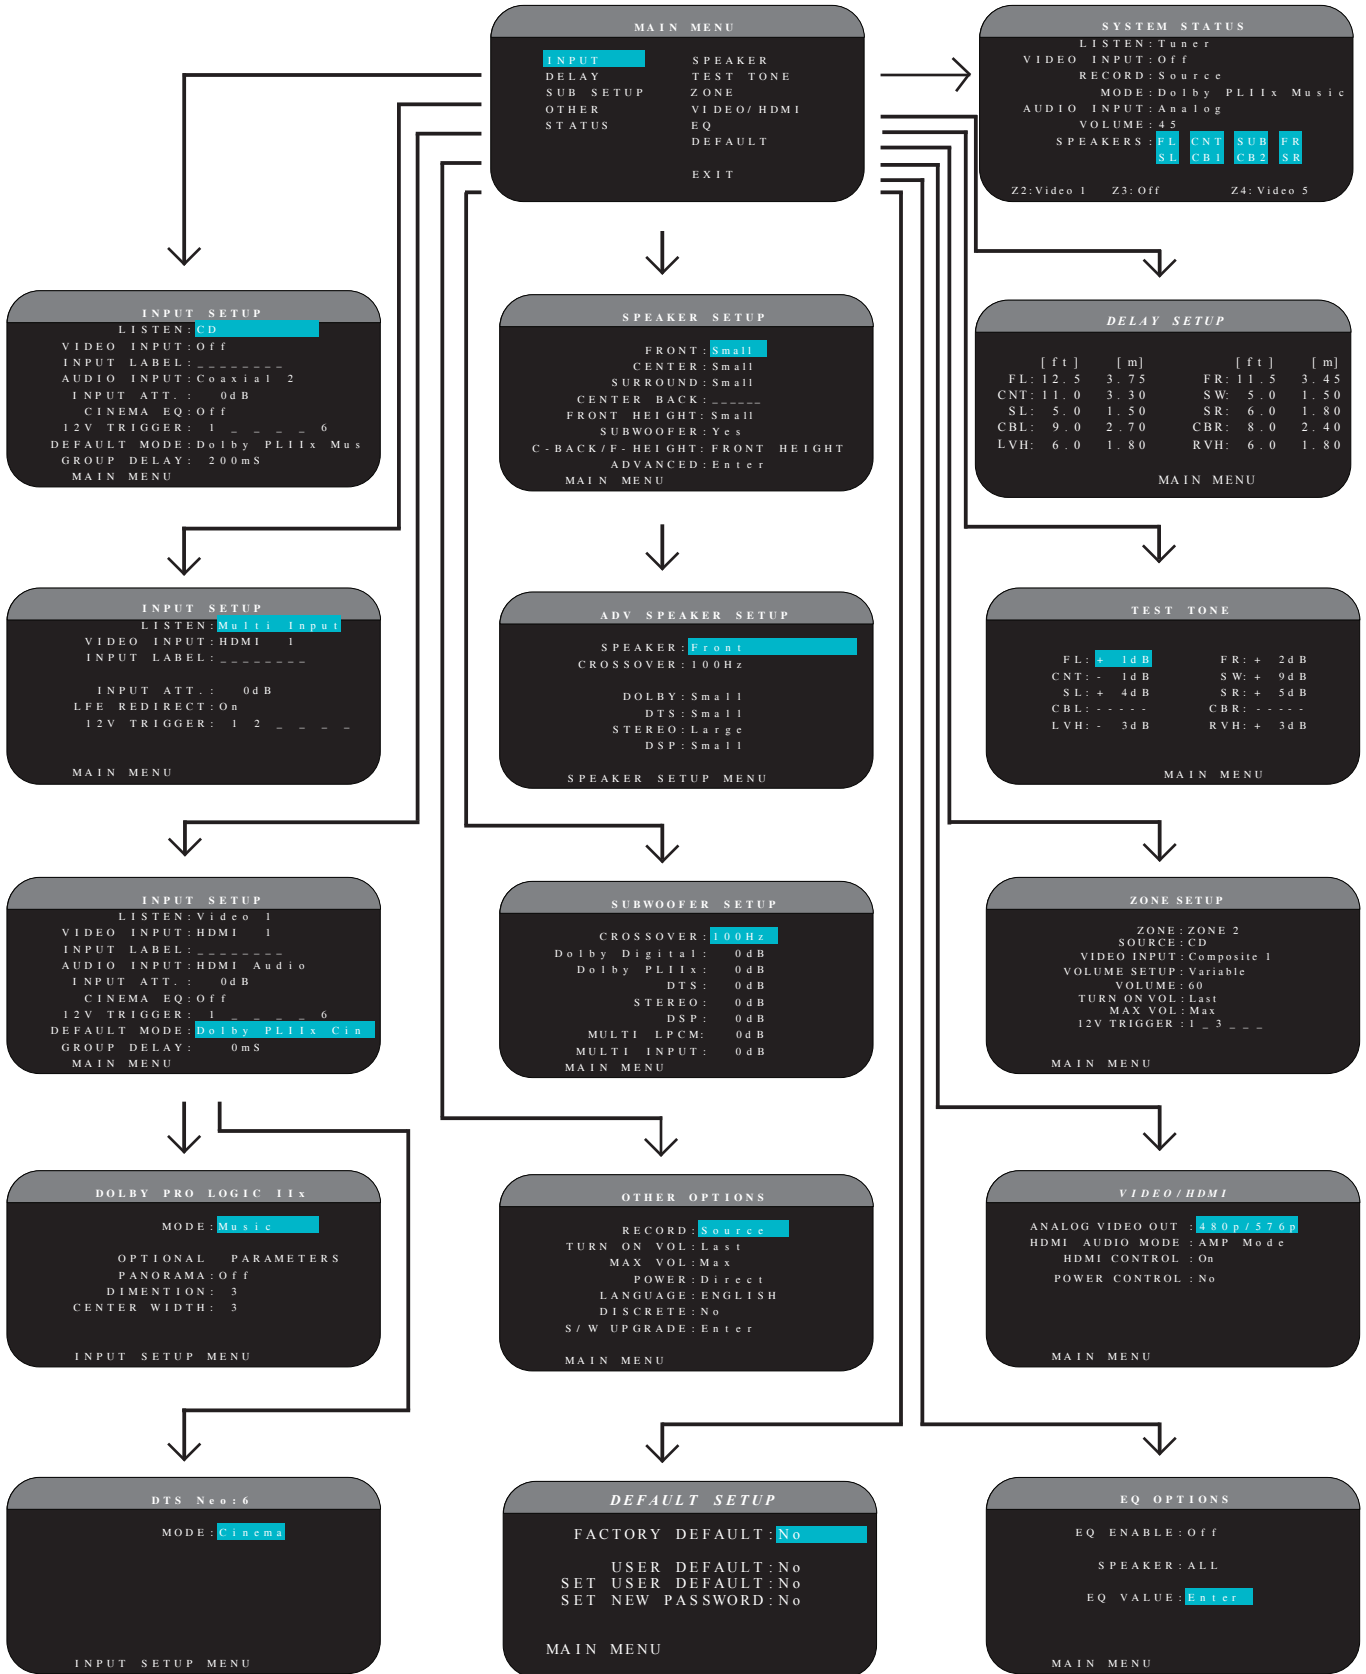 MAIN MENU
INPUT SPEAKER
DELAY TEST TONE
SUB SETUP ZONE
OTHER VIDEO/HDMI
STATUS EQ
DEFAULT
EXIT
SYSTEM STATUS
LISTEN:Tuner
VIDEO INPUT:Off
RECORD:Source
MODE:Dolby PLIIx Music
AUDIO INPUT:Analog
VOLUME:45
SPEAKERS:FL CNT SUB FR
SL CB1 CB2 SR
Z2:Video 1 Z3:Off Z4:Video 5
INPUT SETUP
LISTEN:CD
VIDEO INPUT:Off
INPUT LABEL:________
AUDIO INPUT:Coaxial 2
INPUT ATT.: 0dB
CINEMA EQ:Off
12V TRIGGER: 1 _ _ _ _ 6
DEFAULT MODE:Dolby PLIIx Mus
GROUP DELAY: 200mS
MAIN MENU
SPEAKER SETUP
FRONT:Small
CENTER:Small
SURROUND:Small
CENTER BACK:______
FRONT HEIGHT:Small
SUBWOOFER:Yes
C-BACK/F-HEIGHT:FRONT HEIGHT
ADVANCED:Enter
MAIN MENU
DELAY SETUP
[ft] [m] [ft] [m]
FL:12.5 3.75 FR:11.5 3.45
CNT:11.0 3.30 SW: 5.0 1.50
SL: 5.0 1.50 SR: 6.0 1.80
CBL: 9.0 2.70 CBR: 8.0 2.40
LVH: 6.0 1.80 RVH: 6.0 1.80
MAIN MENU
INPUT SETUP
LISTEN:Multi Input
VIDEO INPUT:HDMI 1
INPUT LABEL:________
INPUT ATT.: 0dB
LFE REDIRECT:On
12V TRIGGER: 1 2 _ _ _ _
MAIN MENU
ADV SPEAKER SETUP
SPEAKER:Front
CROSSOVER:100Hz
DOLBY:Small
DTS:Small
STEREO:Large
DSP:Small
SPEAKER SETUP MENU
TEST TONE
FL:+ 1dB FR:+ 2dB
CNT:- 1dB SW:+ 9dB
SL:+ 4dB SR:+ 5dB
CBL:----- CBR:-----
LVH:- 3dB RVH:+ 3dB
MAIN MENU
INPUT SETUP
LISTEN:Video 1
VIDEO INPUT:HDMI 1
INPUT LABEL:________
AUDIO INPUT:HDMI Audio
INPUT ATT.: 0dB
CINEMA EQ:Off
12V TRIGGER: 1 _ _ _ _ 6
DEFAULT MODE:Dolby PLIIx Cin
GROUP DELAY: 0mS
MAIN MENU
SUBWOOFER SETUP
CROSSOVER:100Hz
Dolby Digital: 0dB
Dolby PLIIx: 0dB
DTS: 0dB
STEREO: 0dB
DSP: 0dB
MULTI LPCM: 0dB
MULTI INPUT: 0dB
MAIN MENU
ZONE SETUP
ZONE:ZONE 2
SOURCE:CD
VIDEO INPUT:Composite 1
VOLUME SETUP:Variable
VOLUME:60
TURN ON VOL:Last
MAX VOL:Max
12V TRIGGER:1 _ 3 _ _ _
MAIN MENU
DOLBY PRO LOGIC IIx
MODE:Music
OPTIONAL PARAMETERS
PANORAMA:Off
DIMENTION: 3
CENTER WIDTH: 3
INPUT SETUP MENU
OTHER OPTIONS
RECORD:Source
TURN ON VOL:Last
MAX VOL:Max
POWER:Direct
LANGUAGE:ENGLISH
DISCRETE:No
S/W UPGRADE:Enter
MAIN MENU
VIDEO/HDMI
ANALOG VIDEO OUT :480p/576p
HDMI AUDIO MODE :AMP Mode
HDMI CONTROL :On
POWER CONTROL :No
MAIN MENU
DTS Neo:6
MODE:Cinema
INPUT SETUP MENU
DEFAULT SETUP
FACTORY DEFAULT:No
USER DEFAULT:No
SET USER DEFAULT:No
SET NEW PASSWORD:No
MAIN MENU
EQ OPTIONS
EQ ENABLE:Off
SPEAKER:ALL
EQ VALUE:Enter
MAIN MENU